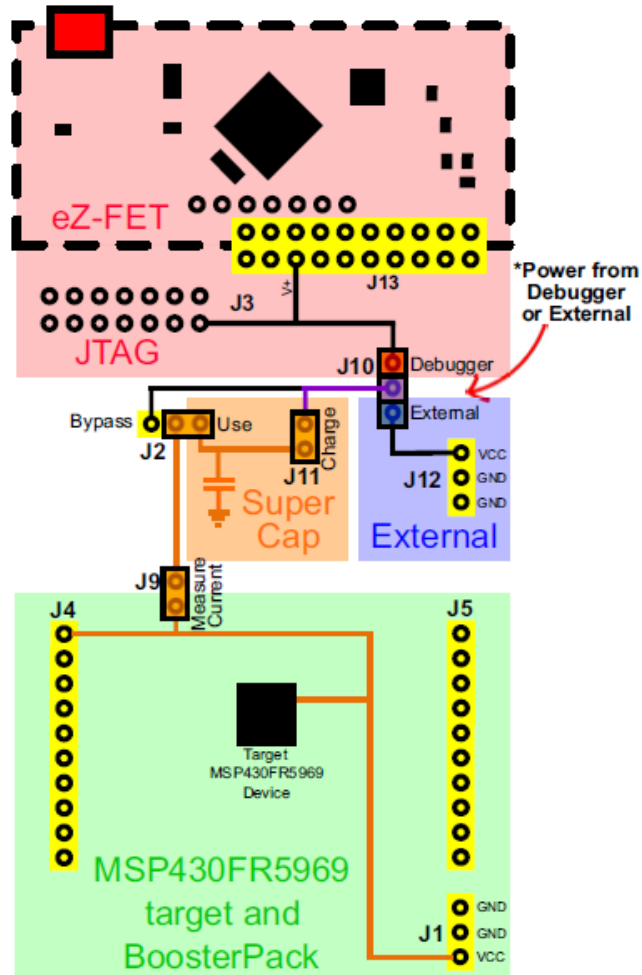 eZ-FET
V+
J13
J3
JTAG
*Power from
Debugger
or External
J10
Debugger
External
Bypass
Use
J2
J11
Charge
Super
Cap
J12
VCC
GND
GND
External
J9
Measure
Current
J4
J5
Target
MSP430FR5969
Device
MSP430FR5969
target and
BoosterPack
J1
GND
GND
VCC